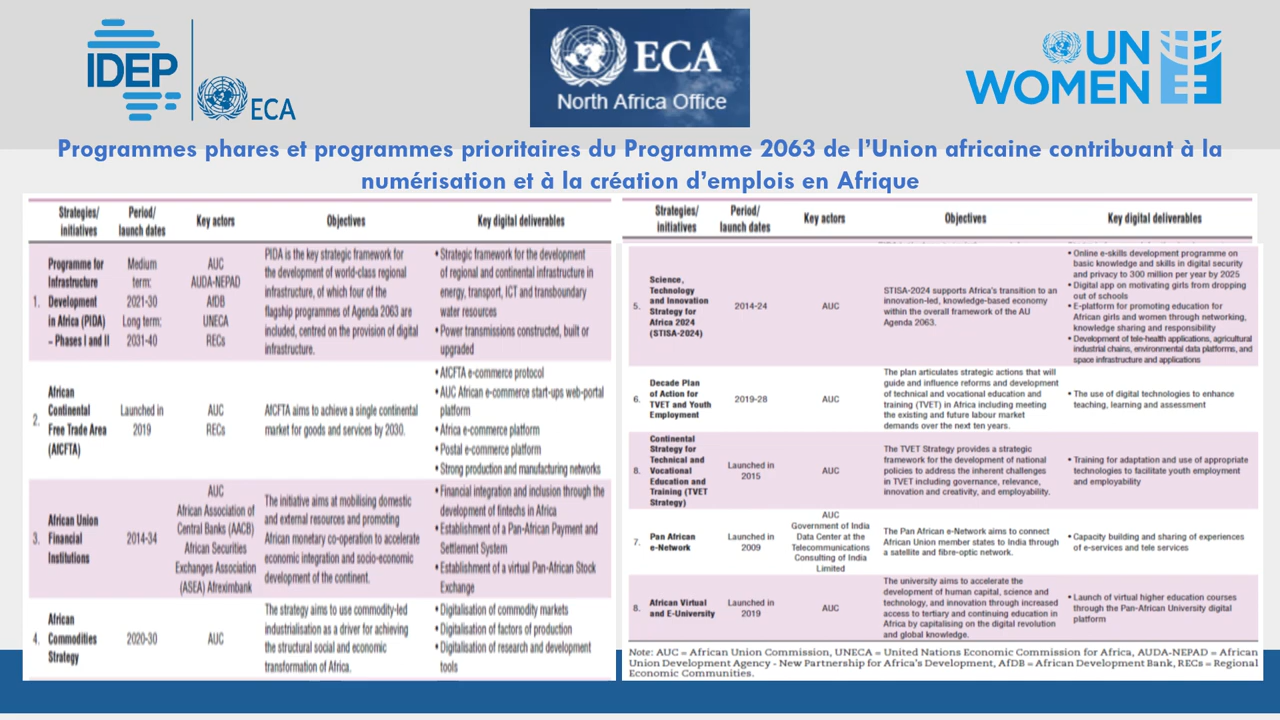 IDEP
ECA
ECA
North Africa Office
UN
WOMEN
Programmes phares et programmes prioritaires du Programme 2063 de l'Union africaine contribuant à la
numérisation et à la création d'emplois en Afrique
Strategies/
initiatives
Period/
launch dates
Key actors
Objectives
Key digital deliverables
1.
Programme for
Infrastructure
Development
in Africa (PIDA)
– Phases I and II
Medium
term:
2021-30
Long term:
2031-40
AUC
AUDA-NEPAD
AfDB
UNECA
RECs
PIDA is the key strategic framework for
the development of world-class regional
infrastructure, of which four of the
flagship programmes of Agenda 2063 are
included, centred on the provision of digital
infrastructure.
• Strategic framework for the development
of regional and continental infrastructure in
energy, transport, ICT and transboundary
water resources
• Power transmissions constructed, built or
upgraded
2.
African
Continental
Free Trade Area
(AfCFTA)
Launched in
2019
AUC
RECs
AfCFTA aims to achieve a single continental
market for goods and services by 2030.
• AfCFTA e-commerce protocol
• AUC African e-commerce start-ups web-portal
platform
• Africa e-commerce platform
• Postal e-commerce platform
• Strong production and manufacturing networks
3.
African Union
Financial
Institutions
2014-34
AUC
African Association of
Central Banks (AACB)
African Securities
Exchanges Association
(ASEA) Afreximbank
The initiative aims at mobilising domestic
and external resources and promoting
African monetary co-operation to accelerate
economic integration and socio-economic
development of the continent.
• Financial integration and inclusion through the
development of fintechs in Africa
• Establishment of a Pan-African Payment and
Settlement System
• Establishment of a virtual Pan-African Stock
Exchange
4.
African
Commodities
Strategy
2020-30
AUC
The strategy aims to use commodity-led
industrialisation as a driver for achieving
the structural social and economic
transformation of Africa.
• Digitalisation of commodity markets
• Digitalisation of factors of production
• Digitalisation of research and development
tools
Strategies/
initiatives
Period/
launch dates
Key actors
Objectives
Key digital deliverables
5.
Science,
Technology
and Innovation
Strategy for
Africa 2024
(STISA-2024)
2014-24
AUC
STISA-2024 supports Africa's transition to an
innovation-led, knowledge-based economy
within the overall framework of the AU
Agenda 2063.
• Online e-skills development programme on
basic knowledge and skills in digital security
and privacy to 300 million per year by 2025
• Digital app on motivating girls from dropping
out of schools
• E-platform for promoting education for
African girls and women through networking,
knowledge sharing and responsibility
• Development of tele-health applications, agricultural
industrial chains, environmental data platforms, and
space infrastructure and applications
6.
Decade Plan
of Action for
TVET and Youth
Employment
2019-28
AUC
The plan articulates strategic actions that will
guide and influence reforms and development
of technical and vocational education and
training (TVET) in Africa including meeting
the existing and future labour market
demands over the next ten years.
• The use of digital technologies to enhance
teaching, learning and assessment
8.
Continental
Strategy for
Technical and
Vocational
Education and
Training (TVET
Strategy)
Launched in
2015
AUC
The TVET Strategy provides a strategic
framework for the development of national
policies to address the inherent challenges
in TVET including governance, relevance,
innovation and creativity, and employability.
• Training for adaptation and use of appropriate
technologies to facilitate youth employment
and employability
7.
Pan African
e-Network
Launched in
2009
AUC
Government of India
Data Center at the
Telecommunications
Consulting of India
Limited
The Pan African e-Network aims to connect
African Union member states to India through
a satellite and fibre-optic network.
• Capacity building and sharing of experiences
of e-services and tele services
8.
African Virtual
and E-University
Launched in
2019
AUC
The university aims to accelerate the
development of human capital, science and
technology, and innovation through increased
access to tertiary and continuing education in
Africa by capitalising on the digital revolution
and global knowledge.
• Launch of virtual higher education courses
through the Pan-African University digital
platform
Note: AUC = African Union Commission, UNECA = United Nations Economic Commission for Africa, AUDA-NEPAD = African
Union Development Agency - New Partnership for Africa's Development, AfDB = African Development Bank, RECs = Regional
Economic Communities.